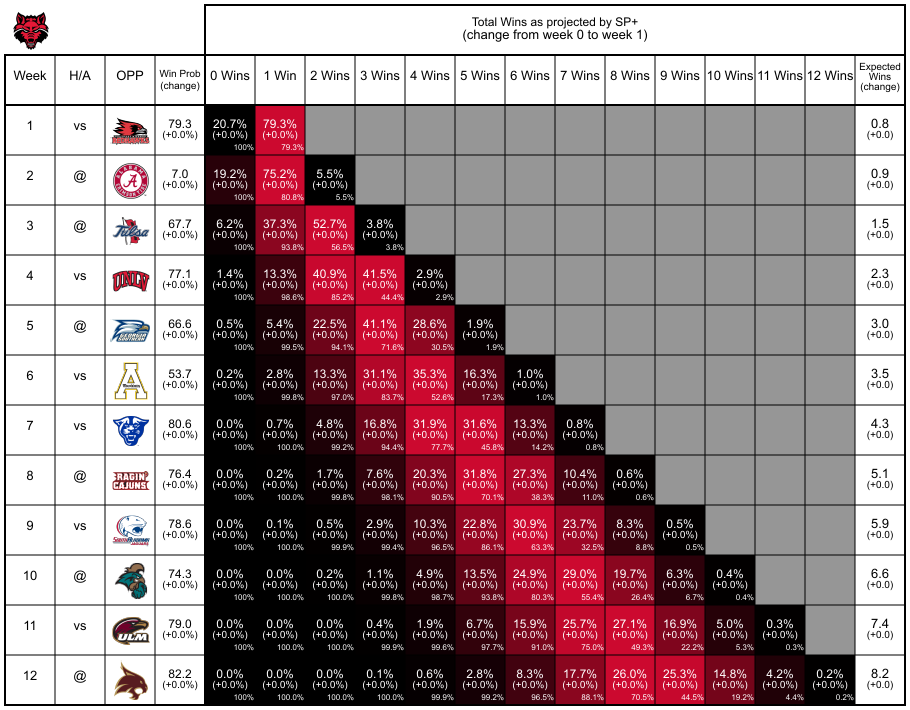 Total Wins as projected by SP+
(change from week 0 to week 1)
Week H/A OPP Win Prob (change) 0 Wins 1 Win 2 Wins 3 Wins 4 Wins 5 Wins 6 Wins 7 Wins 8 Wins 9 Wins 10 Wins 11 Wins 12 Wins Expected Wins (change)
1 vs 79.3 20.7% 79.3% 0.8
(+0.0%) (+0.0%) (+0.0%) (+0.0)
100% 79.3%
2 @ A 7.0 19.2% 75.2% 5.5% 0.9
(+0.0%) (+0.0%) (+0.0%) (+0.0%) (+0.0)
100% 80.8% 5.5%
3 @ Tulsa 67.7 6.2% 37.3% 52.7% 3.8% 1.5
(+0.0%) (+0.0%) (+0.0%) (+0.0%) (+0.0%) (+0.0)
100% 93.8% 56.5% 3.8%
4 vs UNLV 77.1 1.4% 13.3% 40.9% 41.5% 2.9% 2.3
(+0.0%) (+0.0%) (+0.0%) (+0.0%) (+0.0%) (+0.0%) (+0.0)
100% 98.6% 85.2% 44.4% 2.9%
5 @ GEORGIA SOUTHERN 66.6 0.5% 5.4% 22.5% 41.1% 28.6% 1.9% 3.0
(+0.0%) (+0.0%) (+0.0%) (+0.0%) (+0.0%) (+0.0%) (+0.0%) (+0.0)
100% 99.5% 94.1% 71.6% 30.5% 1.9%
6 vs A 53.7 0.2% 2.8% 13.3% 31.1% 35.3% 16.3% 1.0% 3.5
(+0.0%) (+0.0%) (+0.0%) (+0.0%) (+0.0%) (+0.0%) (+0.0%) (+0.0%) (+0.0)
100% 99.8% 97.0% 83.7% 52.6% 17.3% 1.0%
7 vs 80.6 0.0% 0.7% 4.8% 16.8% 31.9% 31.6% 13.3% 0.8% 4.3
(+0.0%) (+0.0%) (+0.0%) (+0.0%) (+0.0%) (+0.0%) (+0.0%) (+0.0%) (+0.0%) (+0.0)
100% 100.0% 99.2% 94.4% 77.7% 45.8% 14.2% 0.8%
8 @ RAGIN' CAJUNS 76.4 0.0% 0.2% 1.7% 7.6% 20.3% 31.8% 27.3% 10.4% 0.6% 5.1
(+0.0%) (+0.0%) (+0.0%) (+0.0%) (+0.0%) (+0.0%) (+0.0%) (+0.0%) (+0.0%) (+0.0%) (+0.0)
100% 100.0% 99.8% 98.1% 90.5% 70.1% 38.3% 11.0% 0.6%
9 vs SOUTH ALABAMA 78.6 0.0% 0.1% 0.5% 2.9% 10.3% 22.8% 30.9% 23.7% 8.3% 0.5% 5.9
(+0.0%) (+0.0%) (+0.0%) (+0.0%) (+0.0%) (+0.0%) (+0.0%) (+0.0%) (+0.0%) (+0.0%) (+0.0%) (+0.0)
100% 100.0% 99.9% 99.4% 96.5% 86.1% 63.3% 32.5% 8.8% 0.5%
10 @ 74.3 0.0% 0.0% 0.2% 1.1% 4.9% 13.5% 24.9% 29.0% 19.7% 6.3% 0.4% 6.6
(+0.0%) (+0.0%) (+0.0%) (+0.0%) (+0.0%) (+0.0%) (+0.0%) (+0.0%) (+0.0%) (+0.0%) (+0.0%) (+0.0%) (+0.0)
100% 100.0% 100.0% 99.8% 98.7% 93.8% 80.3% 55.4% 26.4% 6.7% 0.4%
11 vs ULM 79.0 0.0% 0.0% 0.0% 0.4% 1.9% 6.7% 15.9% 25.7% 27.1% 16.9% 5.0% 0.3% 7.4
(+0.0%) (+0.0%) (+0.0%) (+0.0%) (+0.0%) (+0.0%) (+0.0%) (+0.0%) (+0.0%) (+0.0%) (+0.0%) (+0.0%) (+0.0%) (+0.0)
100% 100.0% 100.0% 99.9% 99.6% 97.7% 91.0% 75.0% 49.3% 22.2% 5.3% 0.3%
12 @ 82.2 0.0% 0.0% 0.0% 0.1% 0.6% 2.8% 8.3% 17.7% 26.0% 25.3% 14.8% 4.2% 0.2% 8.2
(+0.0%) (+0.0%) (+0.0%) (+0.0%) (+0.0%) (+0.0%) (+0.0%) (+0.0%) (+0.0%) (+0.0%) (+0.0%) (+0.0%) (+0.0%) (+0.0%) (+0.0)
100% 100.0% 100.0% 100.0% 99.9% 99.2% 96.5% 88.1% 70.5% 44.5% 19.2% 4.4% 0.2%